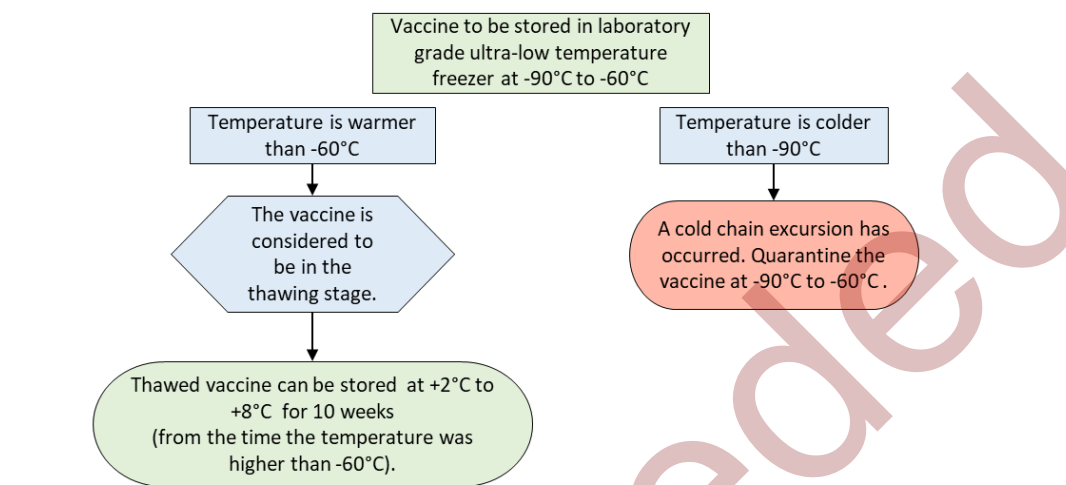 Vaccine to be stored in laboratory
grade ultra-low temperature
freezer at -90°C to -60°C
Temperature is warmer
than -60°C
Temperature is colder
than -90°C
The vaccine is
considered to
be in the
thawing stage.
A cold chain excursion has
occurred. Quarantine the
vaccine at -90°C to -60°C .
Thawed vaccine can be stored at +2°C to
+8°C for 10 weeks
(from the time the temperature was
higher than -60°C).
eded